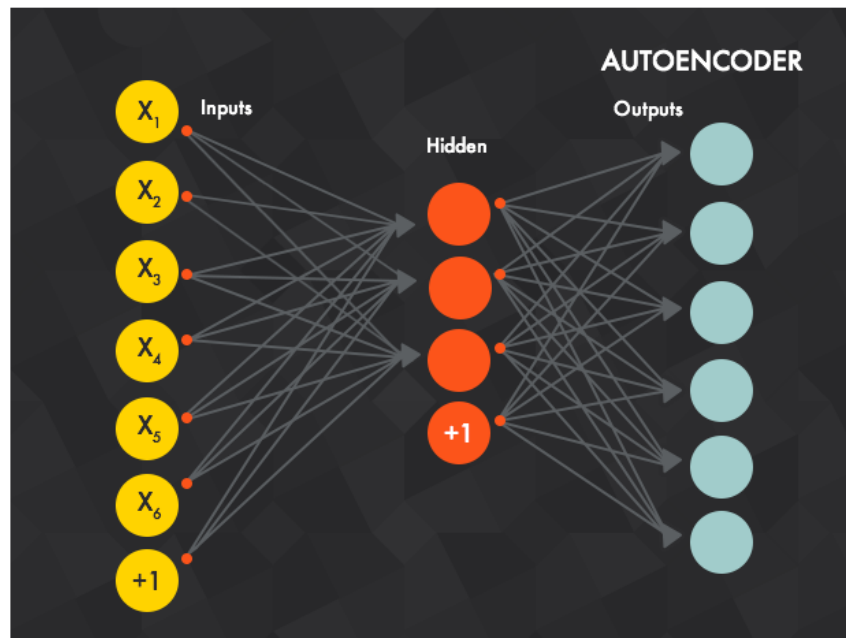 AUTOENCODER
Inputs
Hidden
Outputs
X₁
X₂
X₃
X₄
X₅
X₆
+1
+1